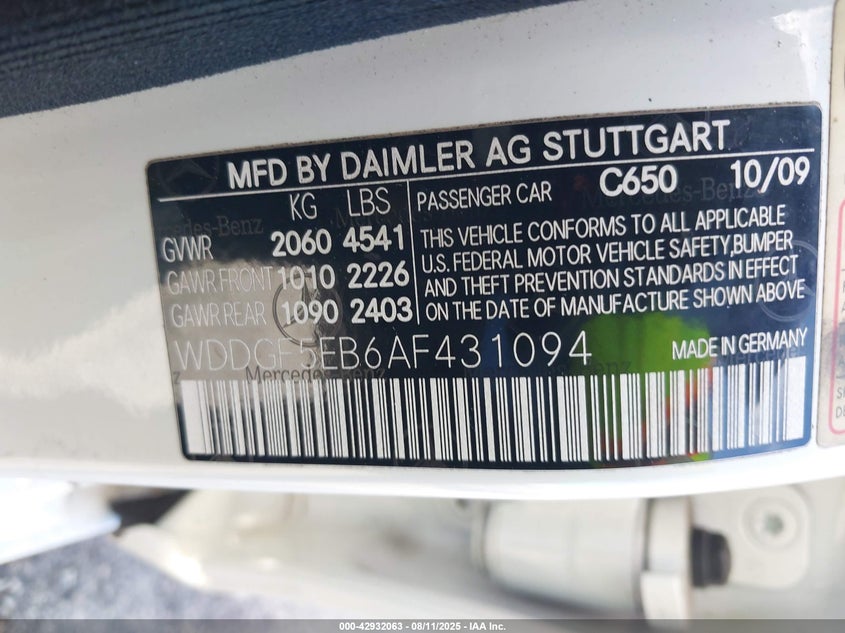 MFD BY DAIMLER AG STUTTGART
KG LBS
PASSENGER CAR C650 10/09
GVWR 2060 4541
GAWR FRONT 1010 2226
GAWR REAR 1090 2403
THIS VEHICLE CONFORMS TO ALL APPLICABLE
U.S. FEDERAL MOTOR VEHICLE SAFETY,BUMPER
AND THEFT PREVENTION STANDARDS IN EFFECT
ON THE DATE OF MANUFACTURE SHOWN ABOVE
WDDGF5EB6AF431094 MADE IN GERMANY
Mercedes-Benz
000-42932063 - 08/11/2025 - IAA Inc.